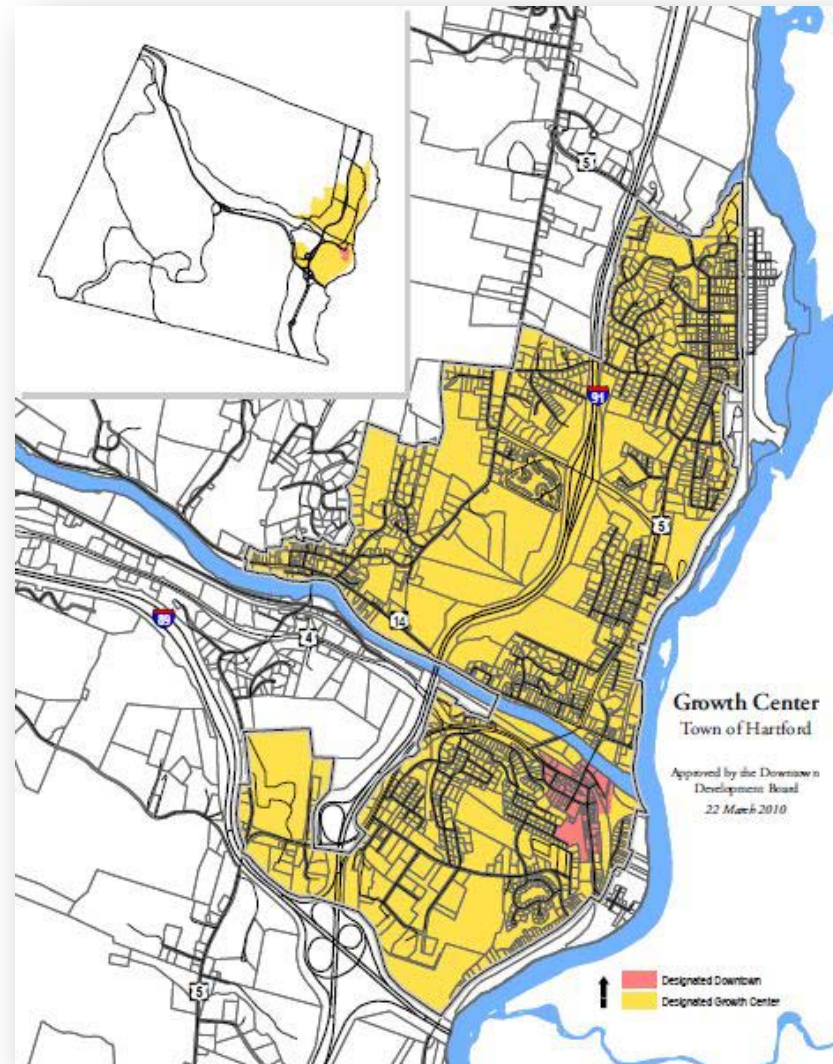 5
91
5
14
89
4
Growth Center
Town of Hartford
Approved by the Downtown
Development Board
22 March 2010
5
Designated Downtown
Designated Growth Center